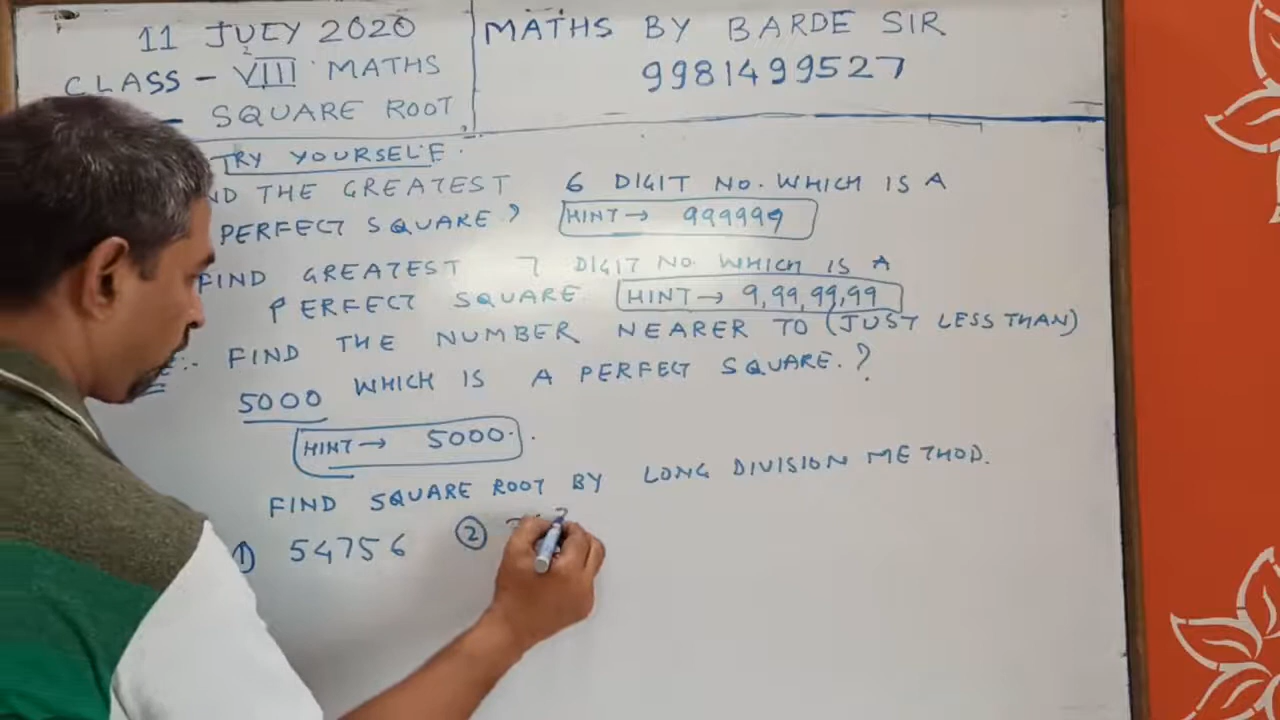 11 JULY 2020
CLASS - VIII MATHS
SQUARE ROOT
MATHS BY BARDE SIR
9981499527
TRY YOURSELF
THE GREATEST 6 DIGIT NO. WHICH IS A
PERFECT SQUARE? HINT → 999999
FIND GREATEST 7 DIGIT NO. WHICH IS A
PERFECT SQUARE HINT → 9,99,99,99
FIND THE NUMBER NEARER TO (JUST LESS THAN)
5000 WHICH IS A PERFECT SQUARE.?
HINT → 5000.
FIND SQUARE ROOT BY LONG DIVISION METHOD.
① 54756 ②